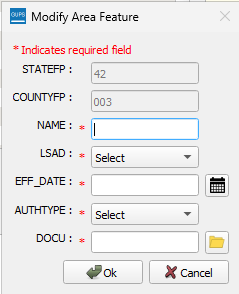 GUPS Modify Area Feature
* Indicates required field
STATEFP : 42
COUNTYFP : 003
NAME : *
LSAD : * Select
EFF_DATE : *
AUTHTYPE : * Select
DOCU : *
Ok Cancel